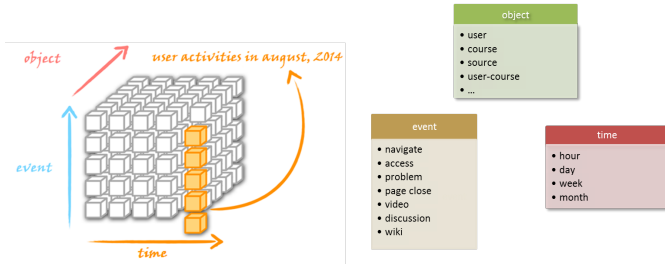 object
user activities in august, 2014
event
time
object
• user
• course
• source
• user-course
• ...
event
• navigate
• access
• problem
• page close
• video
• discussion
• wiki
time
• hour
• day
• week
• month